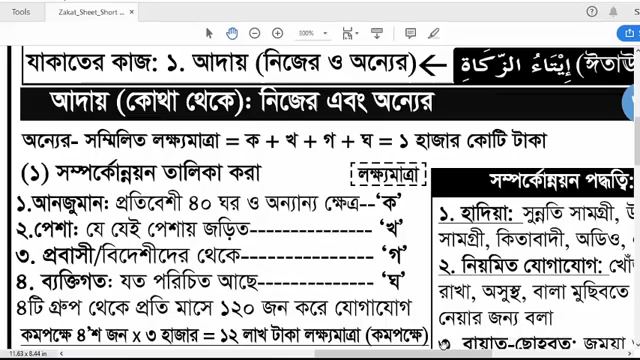 Tools
Zakat_Sheet_Short ...
100%
যাকাতের কাজ: ১. আদায় (নিজের ও অন্যের) إِيْتَاءُ الزَّكَاةِ (ঈতাউ
আদায় (কোথা থেকে): নিজের এবং অন্যের
অন্যের- সম্মিলিত লক্ষ্যমাত্রা = ক + খ + গ + ঘ = ১ হাজার কোটি টাকা
(১) সম্পর্কোন্নয়ন তালিকা করা
লক্ষ্যমাত্রা
১.আনজুমান: প্রতিবেশী ৪০ ঘর ও অন্যান্য ক্ষেত্র--‘ক’
২.পেশা: যে যেই পেশায় জড়িত---------------- ‘খ’
৩. প্রবাসী/বিদেশীদের থেকে------------------ ‘গ’
৪. ব্যক্তিগত: যত পরিচিত আছে--------------- ‘ঘ’
৪টি গ্রুপ থেকে প্রতি মাসে ১২০ জন করে যোগাযোগ
কমপক্ষে ৪’শ জন x ৩ হাজার = ১২ লাখ টাকা লক্ষ্যমাত্রা (কমপক্ষে)
সম্পর্কোন্নয়ন পদ্ধতি:
১. হাদিয়া: সুন্নতি সামগ্রী,
সামগ্রী, কিতাবাদী, অডিও,
২. নিয়মিত যোগাযোগ:
রাখা, অসুস্থ, বালা মুছিবতে
নেয়ার জন্য বলা
৩. বায়াত-ছোহবত: জুমুয়া
11.63 x 8.44 in